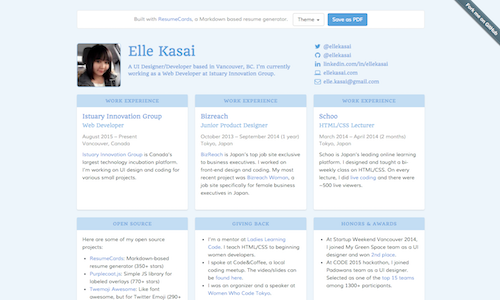 Fork me on GitHub
Built with ResumeCards, a Markdown based resume generator.
Theme
Save as PDF
Elle Kasai
A UI Designer/Developer based in Vancouver, BC. I'm currently
working as a Web Developer at Istuary Innovation Group.
@ellekasai
@ellekasai
linkedin.com/in/ellekasai
ellekasai.com
elle.kasai@gmail.com
WORK EXPERIENCE
Istuary Innovation Group
Web Developer
August 2015 – Present
Vancouver, Canada
Istuary Innovation Group is Canada's
largest technology incubation platform.
I'm working on UI design and coding for
various small projects.
WORK EXPERIENCE
Bizreach
Junior Product Designer
October 2013 – September 2014 (1 year)
Tokyo, Japan
BizReach is Japan's top job site exclusive
to business executives. I worked on
front-end design and coding. My most
recent project was Bizreach Woman, a
job site specifically for female business
executives in Japan.
WORK EXPERIENCE
Schoo
HTML/CSS Lecturer
March 2014 – April 2014 (2 months)
Tokyo, Japan
Schoo is Japan's leading online learning
platform. I designed and taught a bi-
weekly class on HTML/CSS. On every
lecture, I did live coding and there were
~500 live viewers.
OPEN SOURCE
Here are some of my open source
projects:
ResumeCards: Markdown-based
resume generator (350+ stars)
Purplecoat.js: Simple JS library for
labeled overlays (770+ stars)
Twemoji Awesome: Like font
awesome, but for Twitter Emoji (290+
GIVING BACK
I'm a mentor at Ladies Learning
Code. I teach HTML/CSS to beginning
women developers.
I spoke at Code&Coffee, a local
coding meetup. The video/slides can
be found here.
I was an organizer and a speaker at
Women Who Code Tokyo.
HONORS & AWARDS
At Startup Weekend Vancouver 2014,
I joined My Green Space team as a UI
designer and won 2nd place.
At CODE 2015 hackathon, I joined
Padawans team as a UI designer.
Selected as one of the top 15 teams
among 1300+ participants.